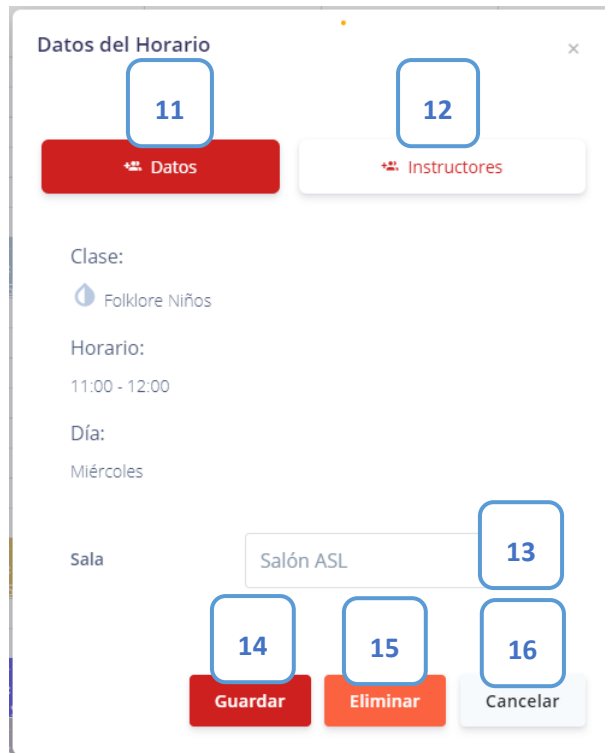 Datos del Horario
×
11
12
Datos
Instructores
Clase:
Folklore Niños
Horario:
11:00 - 12:00
Día:
Miércoles
Sala
Salón ASL
13
14
15
16
Guardar
Eliminar
Cancelar